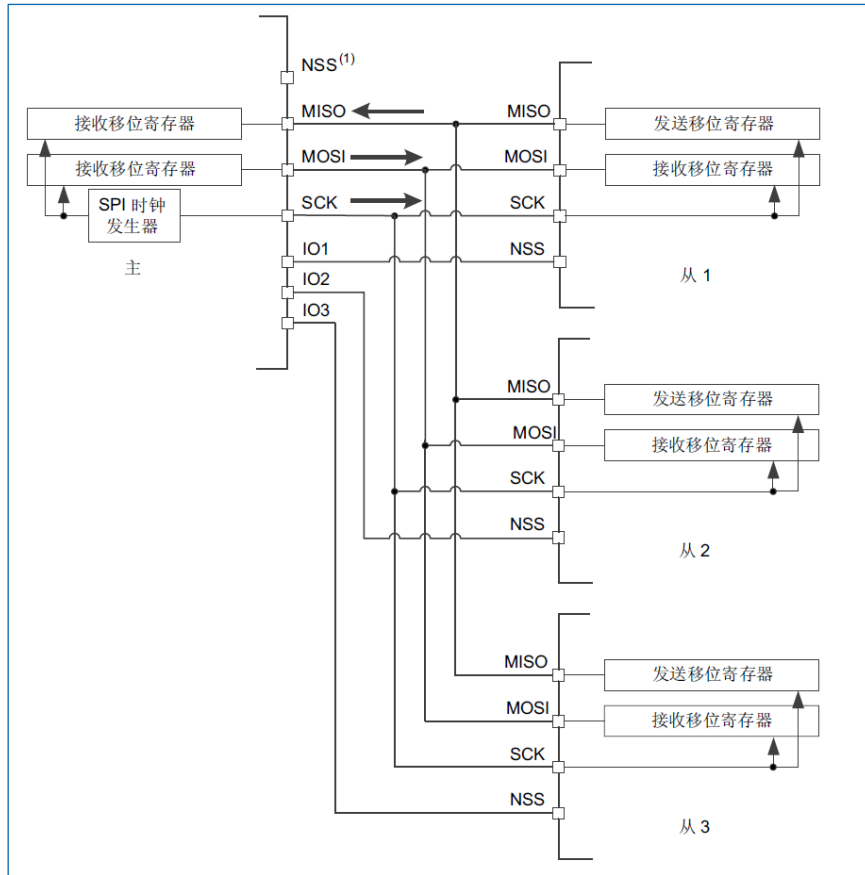 NSS(1)
MISO
MISO
接收移位寄存器
发送移位寄存器
MOSI
MOSI
接收移位寄存器
接收移位寄存器
SPI 时钟
发生器
SCK
SCK
主
IO1
NSS
IO2
IO3
从 1
MISO
发送移位寄存器
MOSI
接收移位寄存器
SCK
NSS
从 2
MISO
发送移位寄存器
MOSI
接收移位寄存器
SCK
NSS
从 3